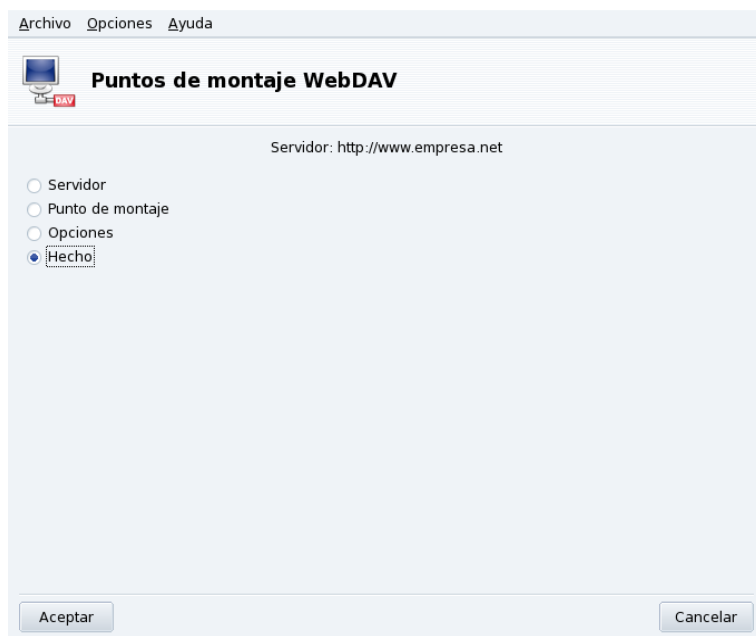 Archivo Opciones Ayuda
DAV
Puntos de montaje WebDAV
Servidor: http://www.empresa.net
Servidor
Punto de montaje
Opciones
Hecho
Aceptar Cancelar